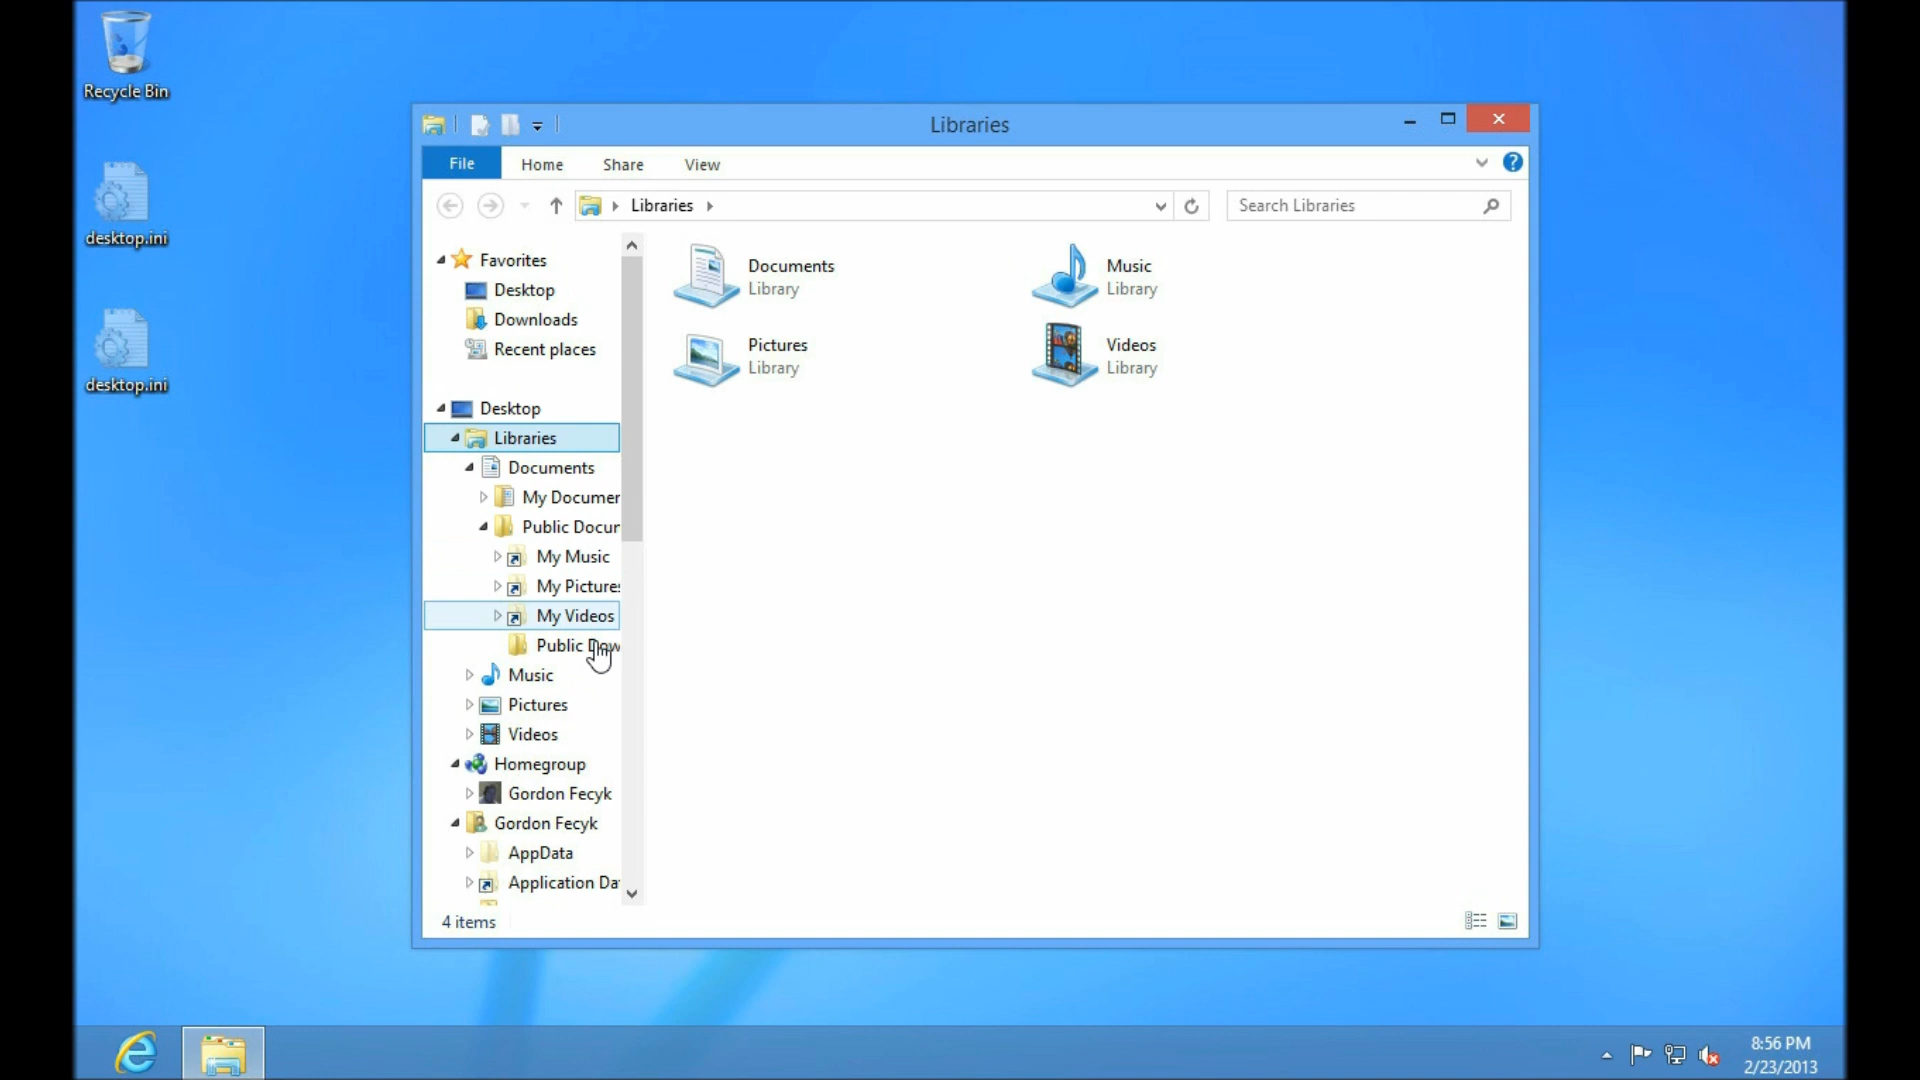 Recycle Bin
desktop.ini
desktop.ini
Libraries
File Home Share View
Libraries
Search Libraries
Favorites
Desktop
Downloads
Recent places
Desktop
Libraries
Documents
My Documen
Public Docum
My Music
My Pictures
My Videos
Public Dow
Music
Pictures
Videos
Homegroup
Gordon Fecyk
Gordon Fecyk
AppData
Application Da
Documents
Library
Music
Library
Pictures
Library
Videos
Library
4 items
8:56 PM
2/23/2013